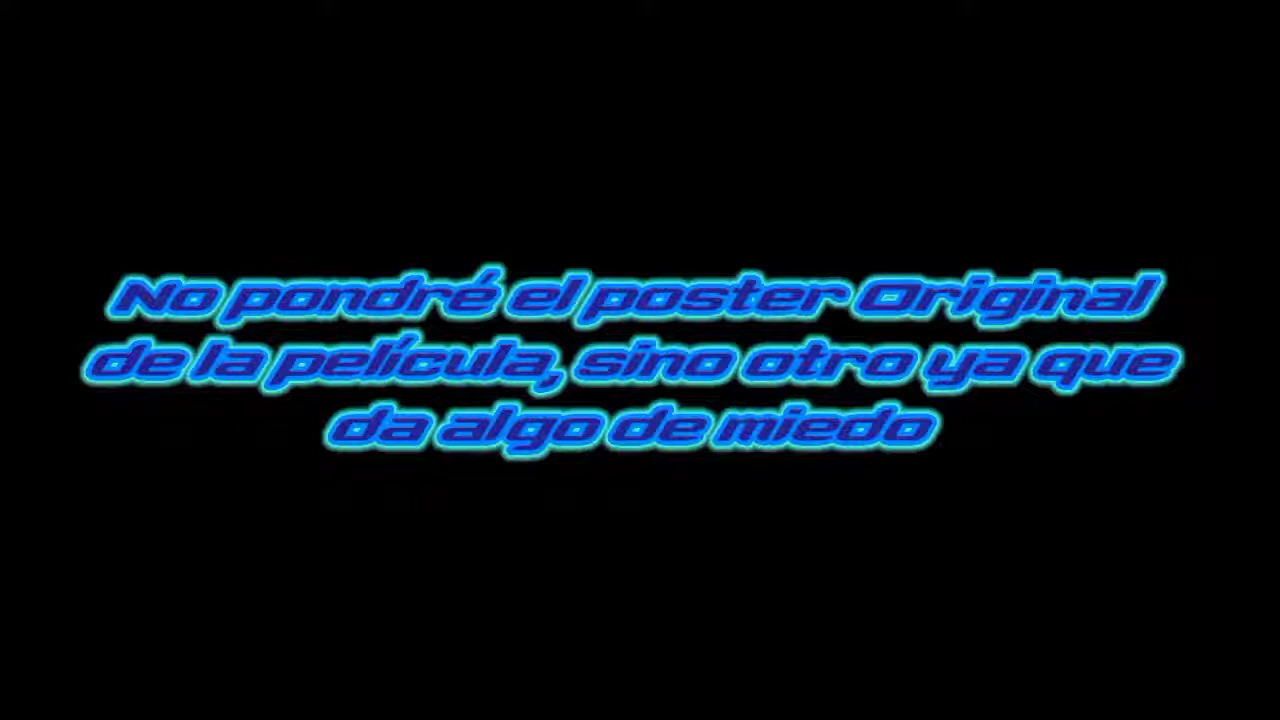 No pondré el poster Original
de la película, sino otro ya que
da algo de miedo